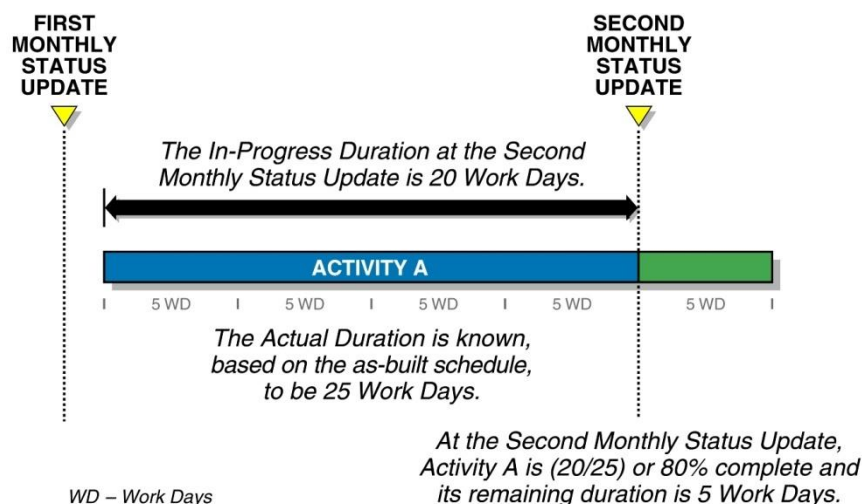 FIRST
MONTHLY
STATUS
UPDATE
SECOND
MONTHLY
STATUS
UPDATE
The In-Progress Duration at the Second
Monthly Status Update is 20 Work Days.
ACTIVITY A
I 5 WD I 5 WD I 5 WD I 5 WD 5 WD I
The Actual Duration is known,
based on the as-built schedule,
to be 25 Work Days.
At the Second Monthly Status Update,
Activity A is (20/25) or 80% complete and
its remaining duration is 5 Work Days.
WD – Work Days